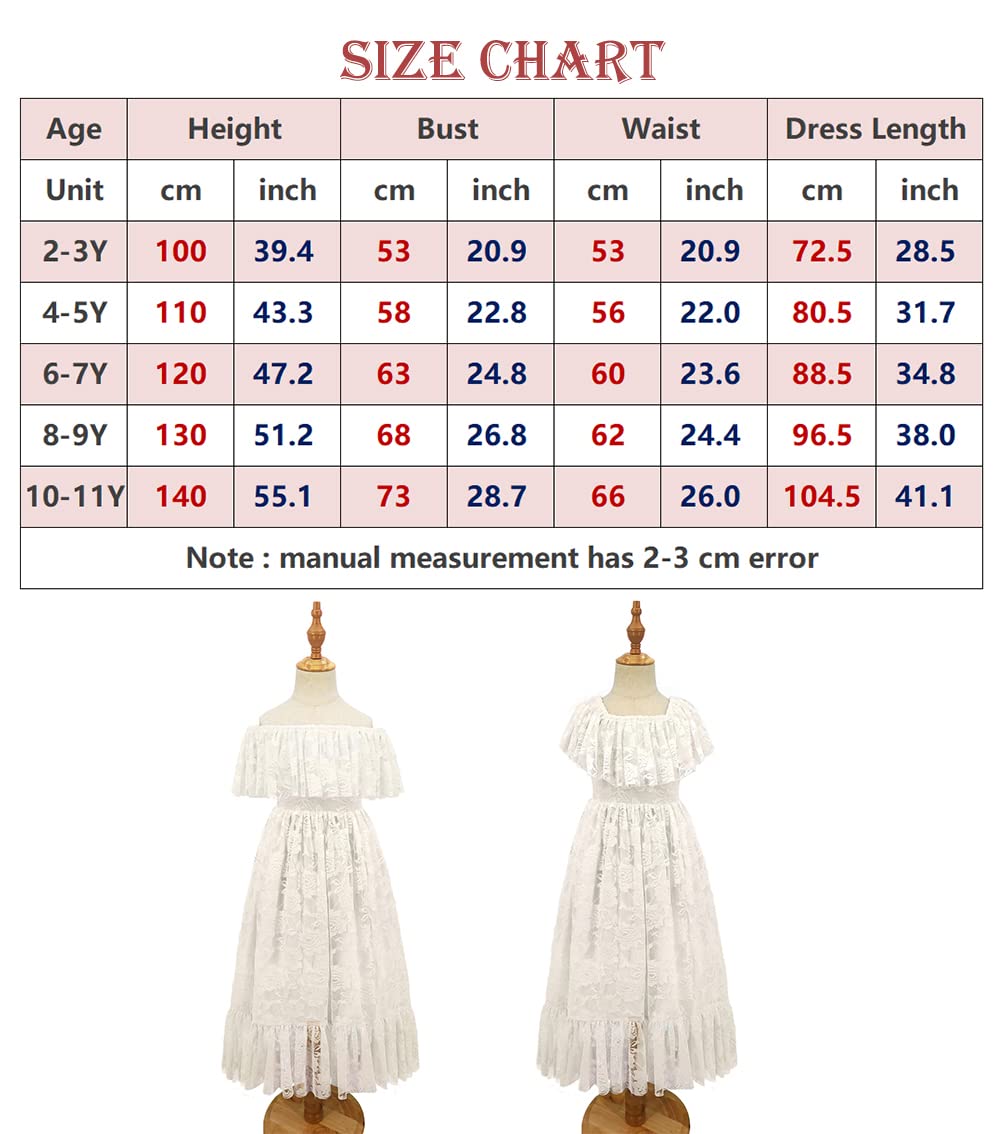 SIZE CHART
Age Height Bust Waist Dress Length
Unit cm inch cm inch cm inch cm inch
2-3Y 100 39.4 53 20.9 53 20.9 72.5 28.5
4-5Y 110 43.3 58 22.8 56 22.0 80.5 31.7
6-7Y 120 47.2 63 24.8 60 23.6 88.5 34.8
8-9Y 130 51.2 68 26.8 62 24.4 96.5 38.0
10-11Y 140 55.1 73 28.7 66 26.0 104.5 41.1
Note : manual measurement has 2-3 cm error